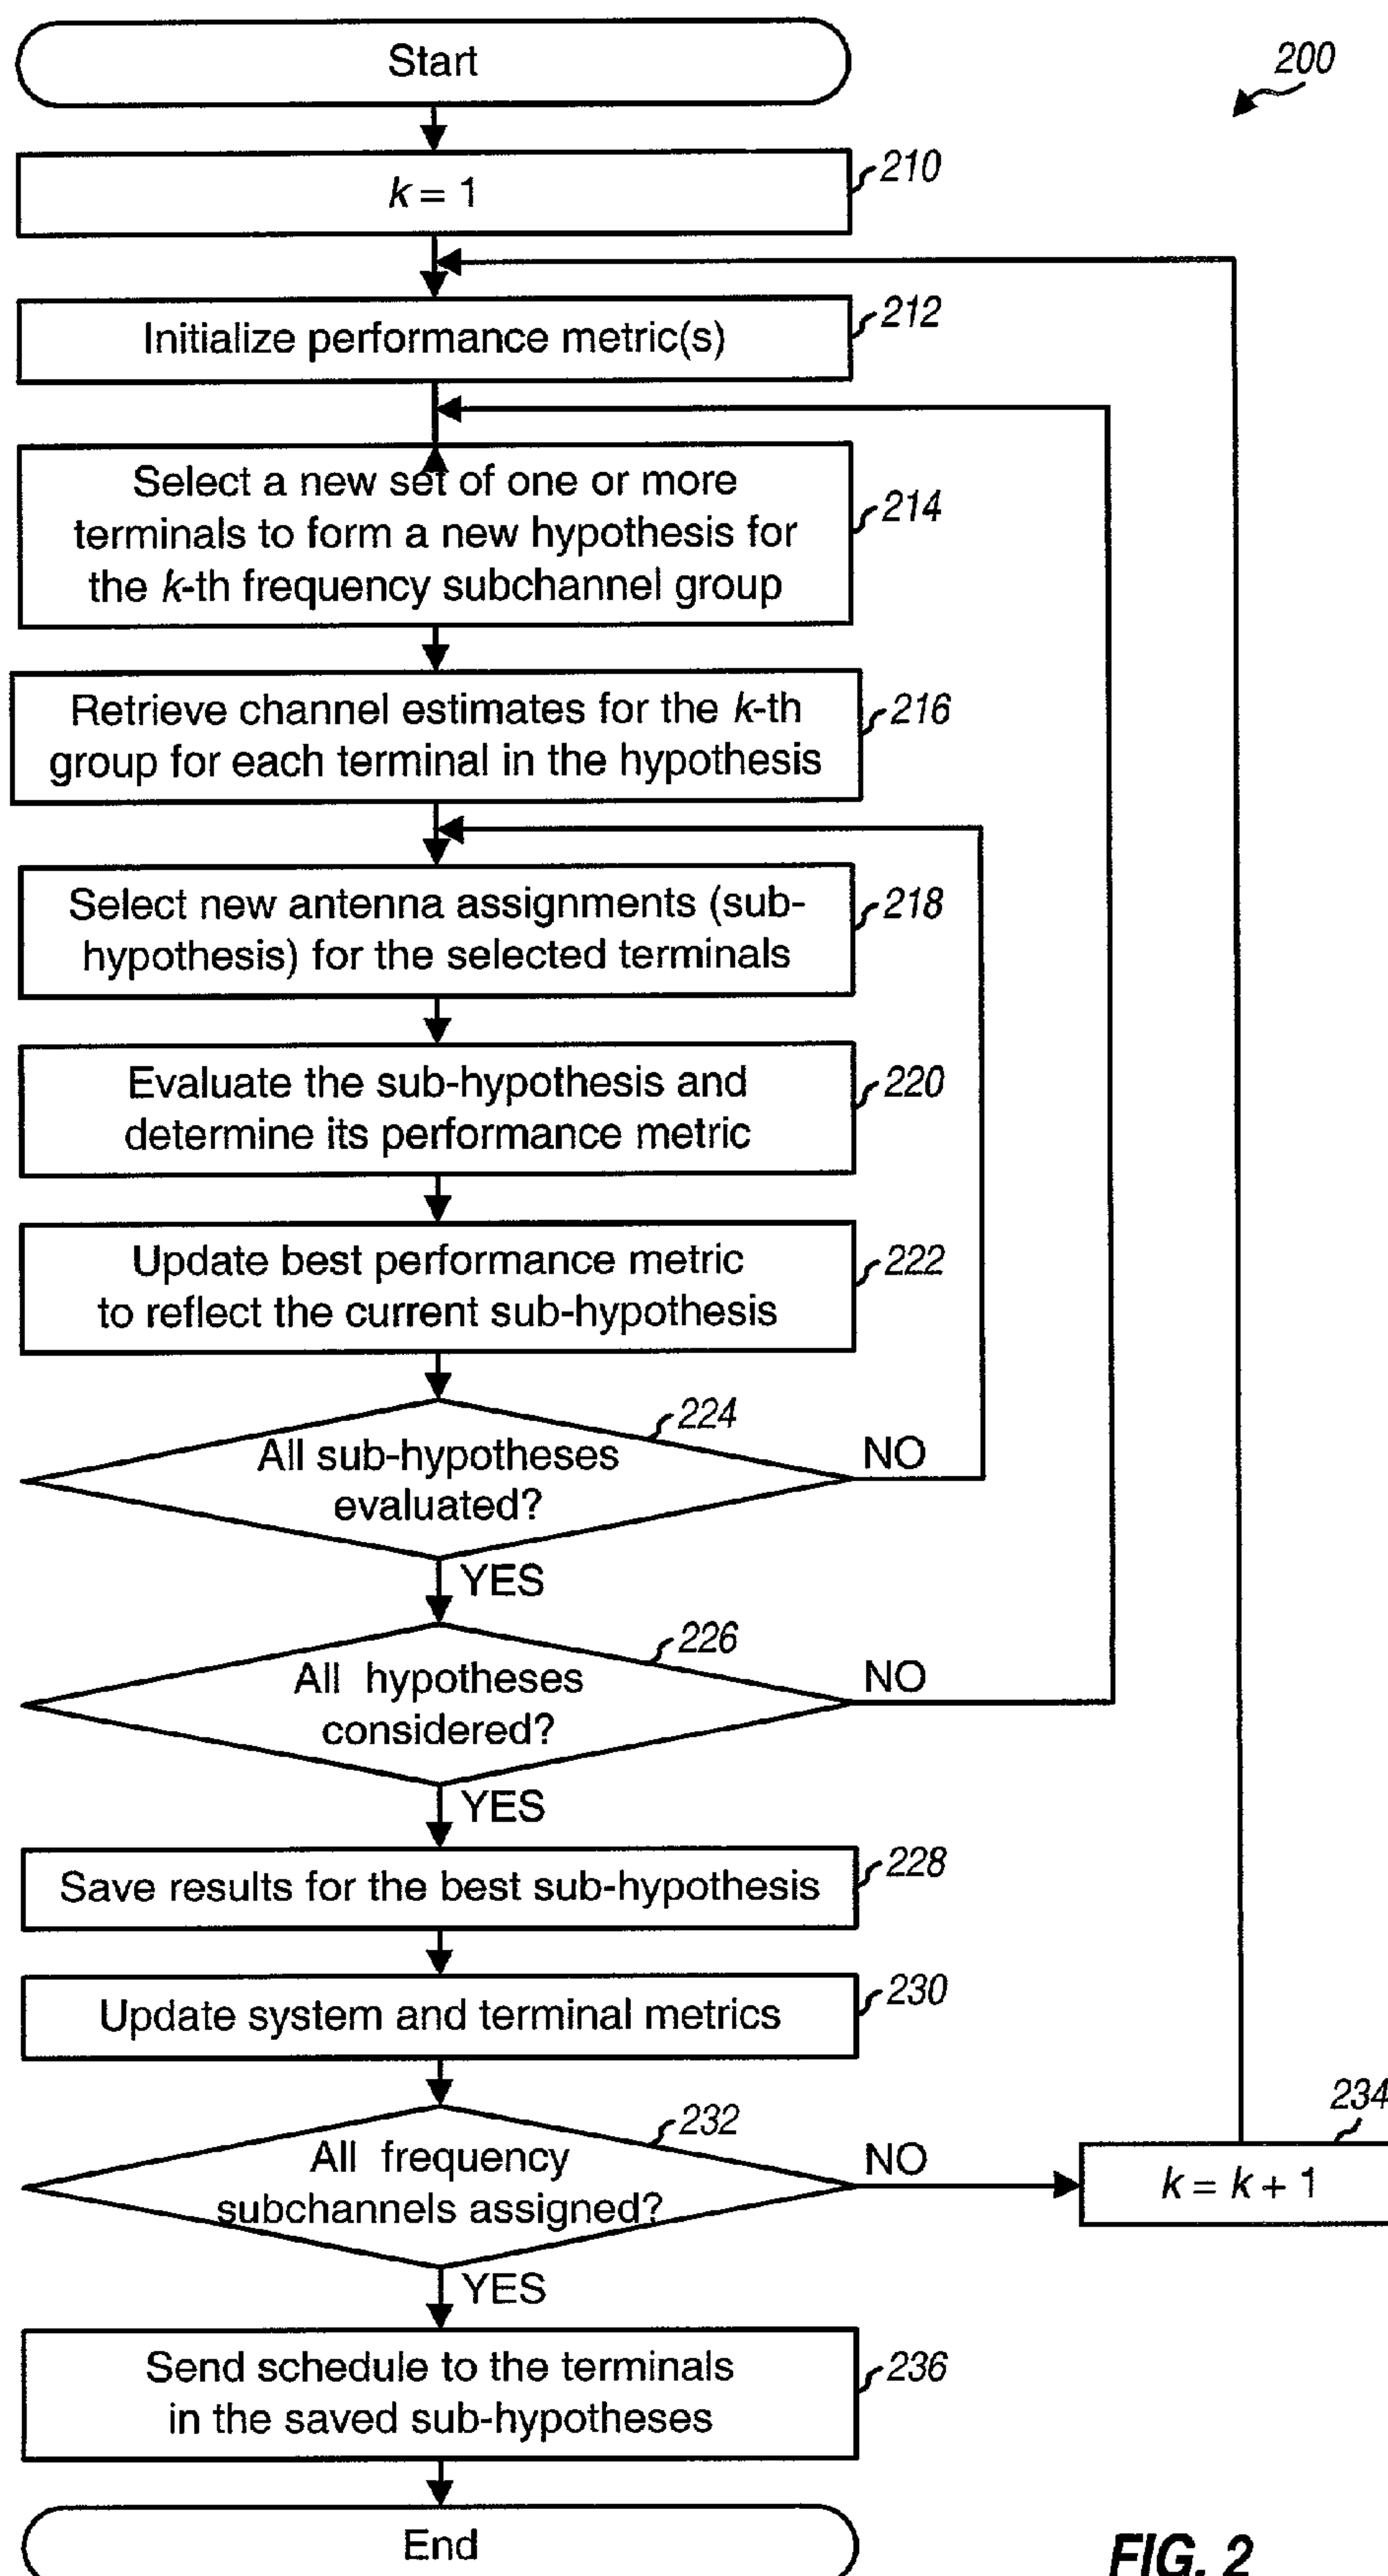 Start
200
k = 1
210
Initialize performance metric(s)
212
Select a new set of one or more
terminals to form a new hypothesis for
the k-th frequency subchannel group
214
Retrieve channel estimates for the k-th
group for each terminal in the hypothesis
216
Select new antenna assignments (sub-
hypothesis) for the selected terminals
218
Evaluate the sub-hypothesis and
determine its performance metric
220
Update best performance metric
to reflect the current sub-hypothesis
222
224
All sub-hypotheses
evaluated?
NO
YES
226
All hypotheses
considered?
NO
YES
Save results for the best sub-hypothesis
228
Update system and terminal metrics
230
232
All frequency
subchannels assigned?
NO
234
k = k + 1
YES
Send schedule to the terminals
in the saved sub-hypotheses
236
End
FIG. 2